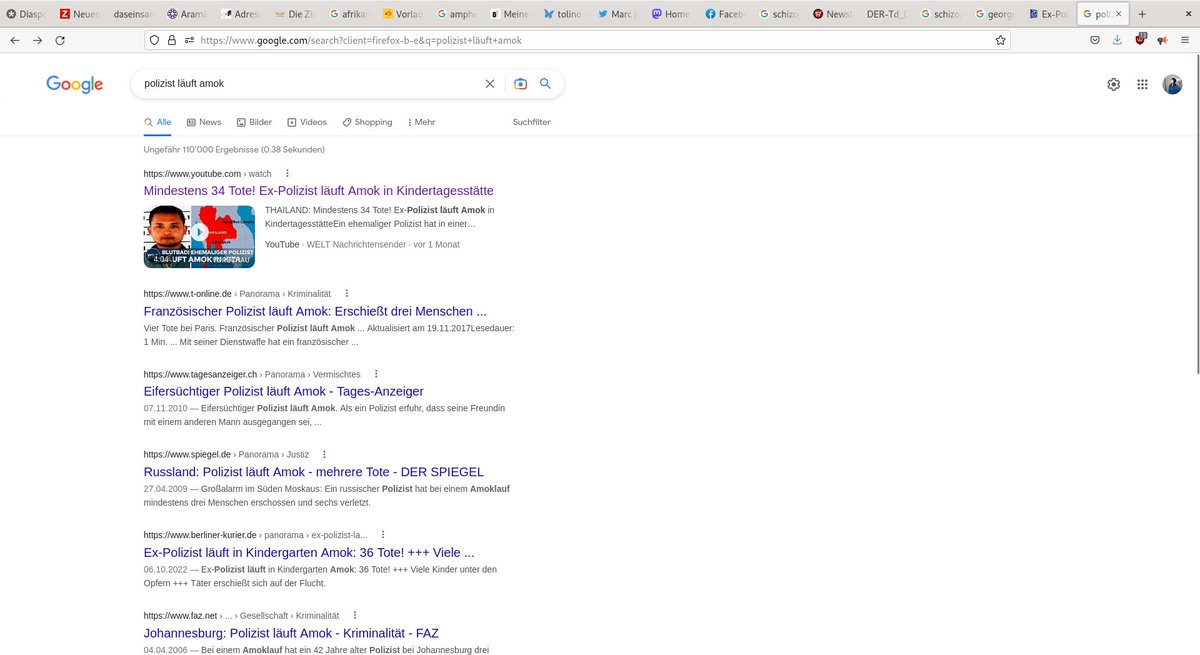 Diasp
Neuen
daseinsan
Aramä
Adres
Die Zi
afrikan
Vorlad
amphe
Meine
tolino
Marc j
Home
Faceb
schizo
News
DER-Td_
schizop
george
Ex-Pol
poliz
https://www.google.com/search?client=firefox-b-e&q=polizist+läuft+amok
13
Google
polizist läuft amok
Alle
News
Bilder
Videos
Shopping
Mehr
Suchfilter
Ungefähr 110'000 Ergebnisse (0.38 Sekunden)
https://www.youtube.com › watch
Mindestens 34 Tote! Ex-Polizist läuft Amok in Kindertagesstätte
THAILAND: Mindestens 34 Tote! Ex-Polizist läuft Amok in
KindertagesstätteEin ehemaliger Polizist hat in einer…
YouTube · WELT Nachrichtensender · vor 1 Monat
THAILAND
BLUTBAD! EHEMALIGER POLIZIST
4:04
https://www.t-online.de › Panorama › Kriminalität
Französischer Polizist läuft Amok: Erschießt drei Menschen ...
Vier Tote bei Paris. Französischer Polizist läuft Amok ... Aktualisiert am 19.11.2017Lesedauer:
1 Min. ... Mit seiner Dienstwaffe hat ein französischer ...
https://www.tagesanzeiger.ch › Panorama › Vermischtes
Eifersüchtiger Polizist läuft Amok - Tages-Anzeiger
07.11.2010 — Eifersüchtiger Polizist läuft Amok. Als ein Polizist erfuhr, dass seine Freundin
mit einem anderen Mann ausgegangen sei, ...
https://www.spiegel.de › Panorama › Justiz
Russland: Polizist läuft Amok - mehrere Tote - DER SPIEGEL
27.04.2009 — Großalarm im Süden Moskaus: Ein russischer Polizist hat bei einem Amoklauf
mindestens drei Menschen erschossen und sechs verletzt.
https://www.berliner-kurier.de › panorama › ex-polizist-la...
Ex-Polizist läuft in Kindergarten Amok: 36 Tote! +++ Viele ...
06.10.2022 — Ex-Polizist läuft in Kindergarten Amok: 36 Tote! +++ Viele Kinder unter den
Opfern +++ Täter erschießt sich auf der Flucht.
https://www.faz.net › ... › Gesellschaft › Kriminalität
Johannesburg: Polizist läuft Amok - Kriminalität - FAZ
04.04.2006 — Bei einem Amoklauf hat ein 42 Jahre alter Polizist bei Johannesburg drei